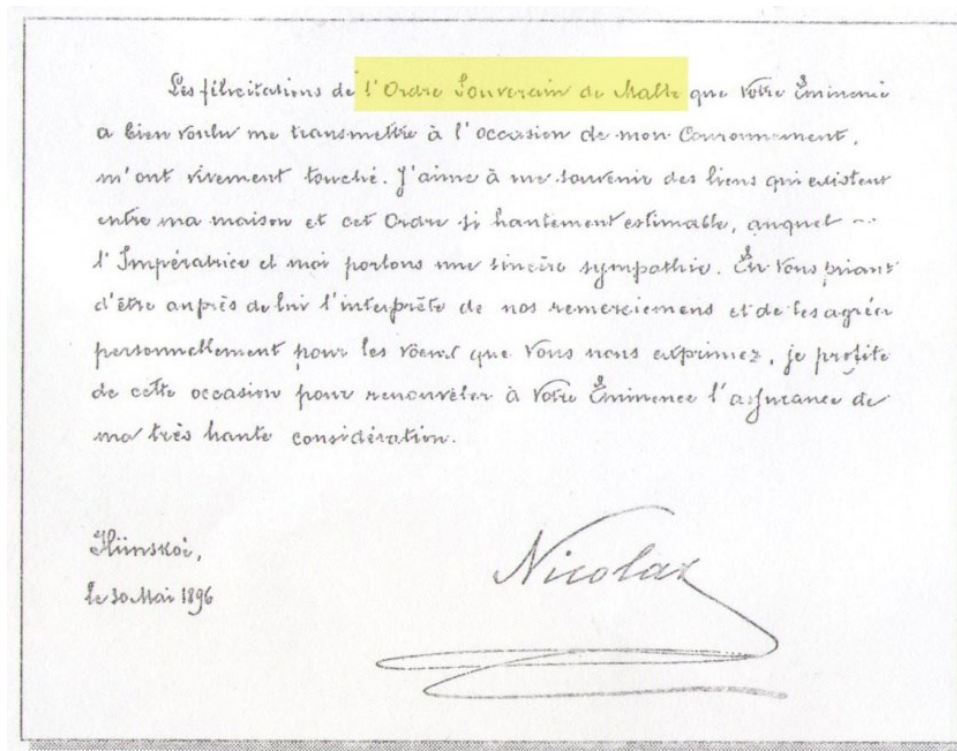 Les félicitations de l'Ordre Souverain de Malte que Votre Éminence
a bien voulu me transmettre à l'occasion de mon Couronnement,
m'ont vivement touché. J'aime à me souvenir des liens qui existent
entre ma maison et cet Ordre si hautement estimable, auquel
l'Impératrice et moi portons une sincère sympathie. En Vous priant
d'être auprès de lui l'interprète de nos remerciemens et de les agréer
personnellement pour les voeux que Vous nous exprimez, je profite
de cette occasion pour renouveler à Votre Éminence l'assurance de
ma très haute considération.
Iliinskoé,
le 30 Mai 1896
Nicolas